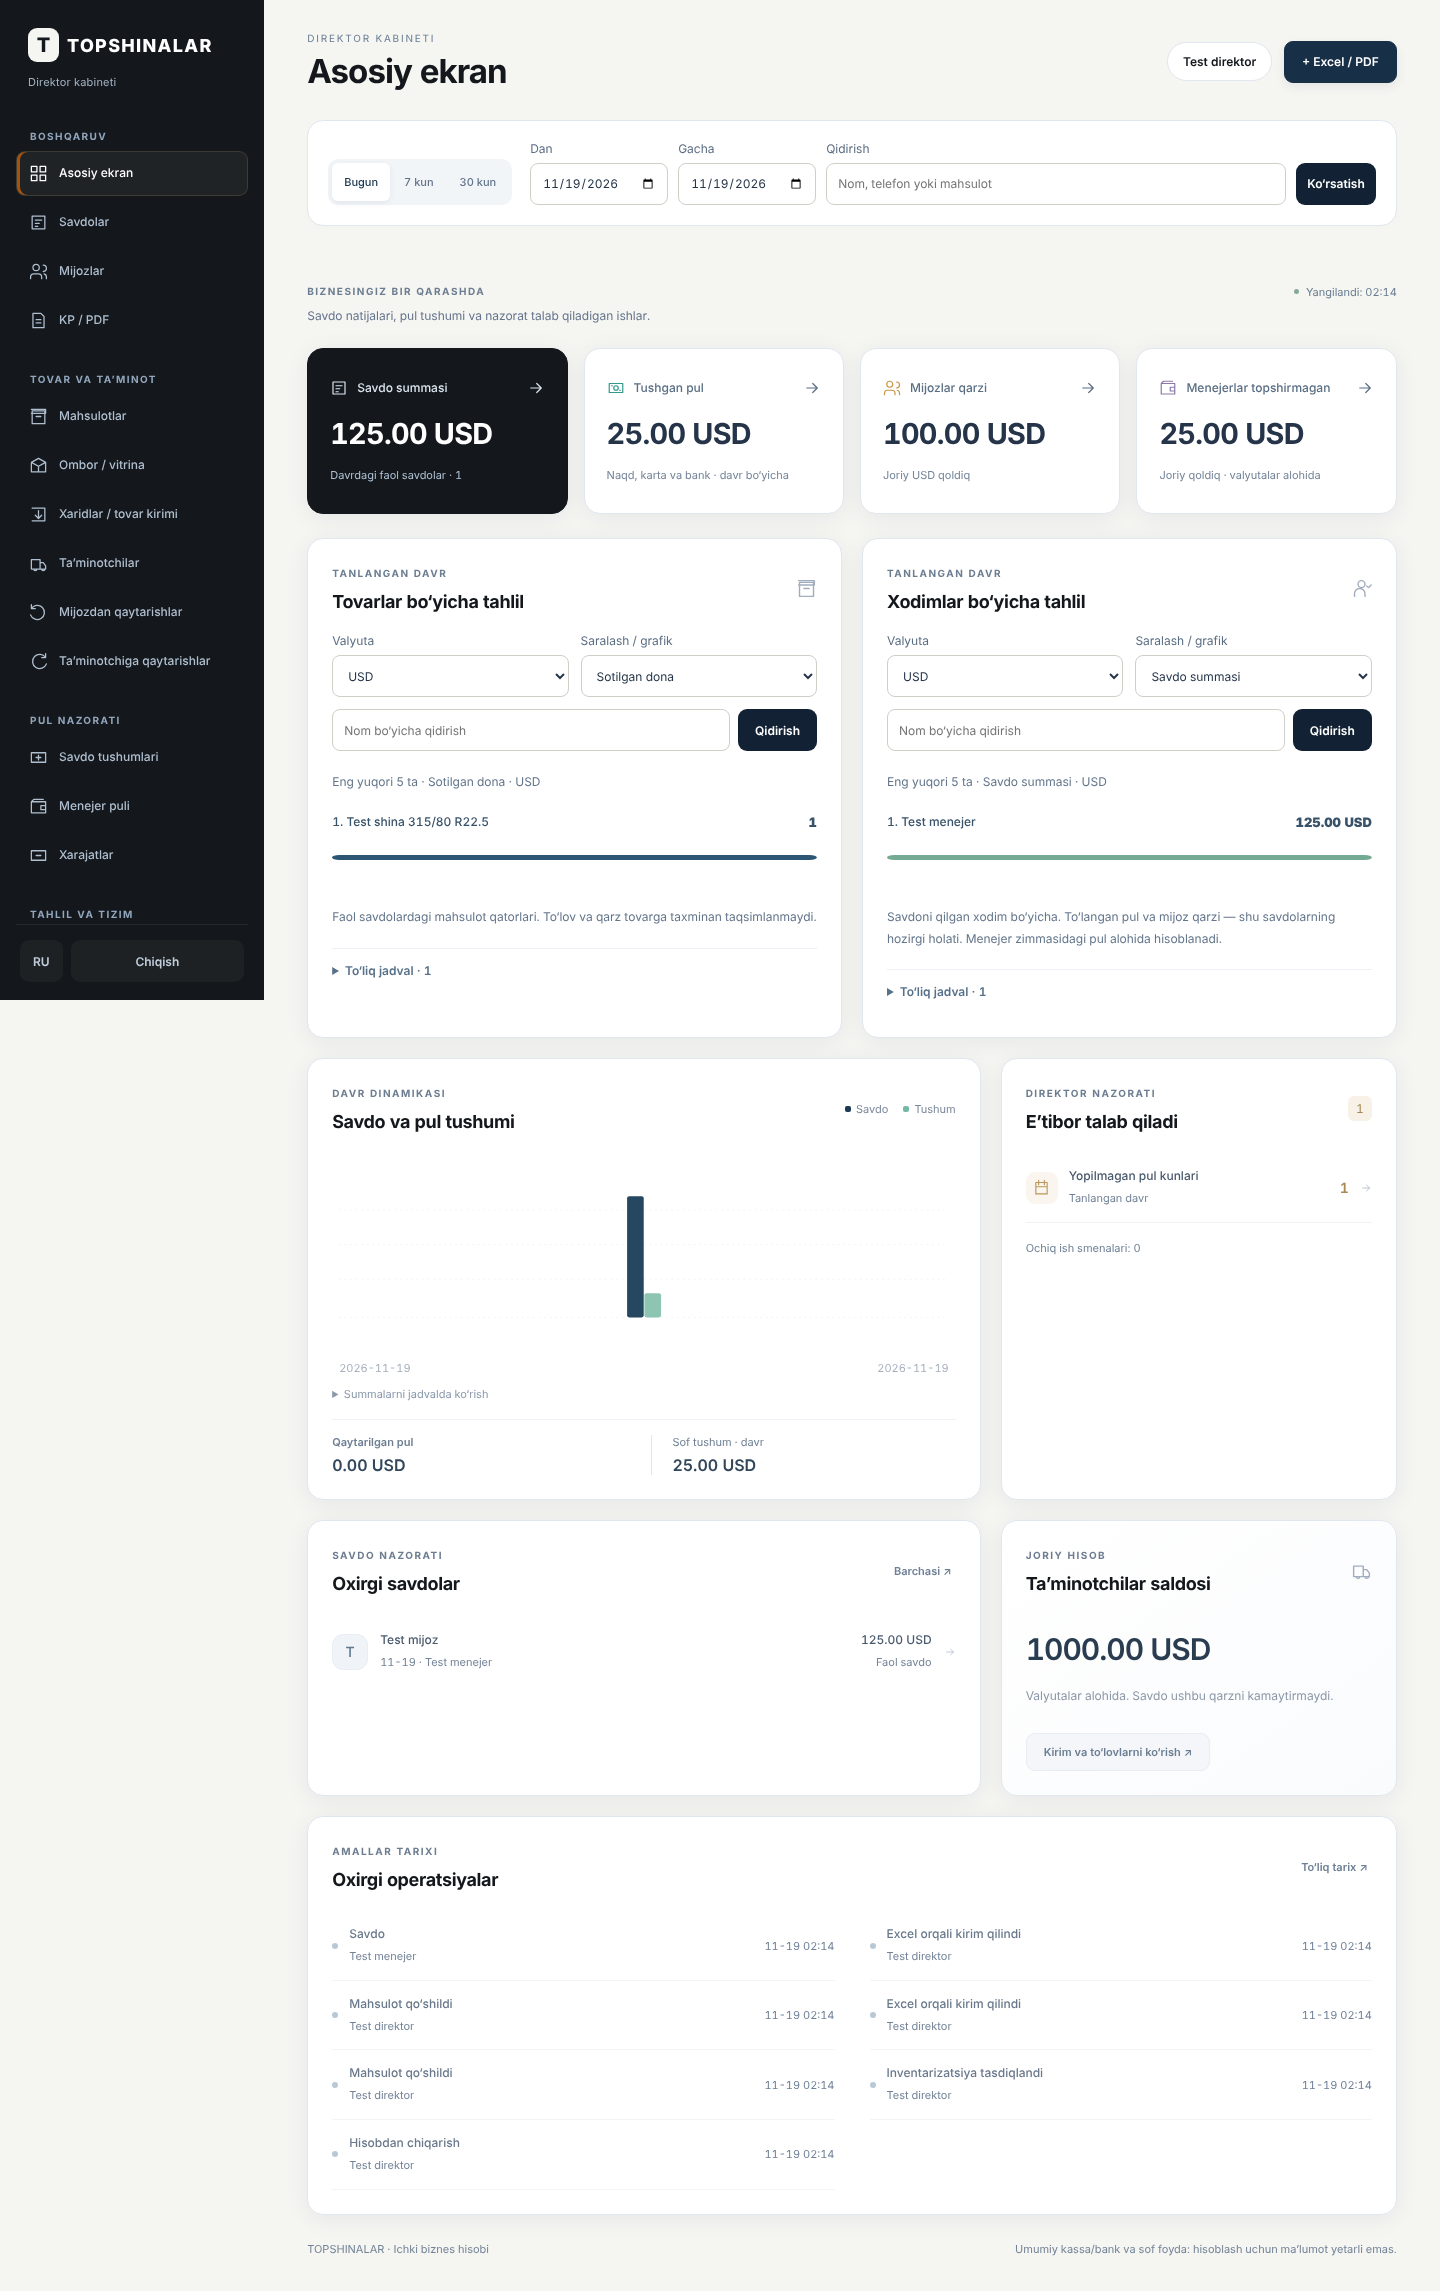 T TOPSHINALAR
Direktor kabineti
BOSHQARUV
Asosiy ekran
Savdolar
Mijozlar
KP / PDF
TOVAR VA TA’MINOT
Mahsulotlar
Ombor / vitrina
Xaridlar / tovar kirimi
Ta’minotchilar
Mijozdan qaytarishlar
Ta’minotchiga qaytarishlar
PUL NAZORATI
Savdo tushumlari
Menejer puli
Xarajatlar
TAHLIL VA TIZIM
RU Chiqish
DIREKTOR KABINETI
Asosiy ekran
Test direktor + Excel / PDF
Dan Gacha Qidirish
Bugun 7 kun 30 kun 11/19/2026 11/19/2026 Nom, telefon yoki mahsulot Ko‘rsatish
BIZNESINGIZ BIR QARASHDA
Yangilandi: 02:14
Savdo natijalari, pul tushumi va nazorat talab qiladigan ishlar.
Savdo summasi →
125.00 USD
Davrdagi faol savdolar · 1
Tushgan pul →
25.00 USD
Naqd, karta va bank · davr bo‘yicha
Mijozlar qarzi →
100.00 USD
Joriy USD qoldiq
Menejerlar topshirmagan →
25.00 USD
Joriy qoldiq · valyutalar alohida
TANLANGAN DAVR
Tovarlar bo‘yicha tahlil
Valyuta Saralash / grafik
USD Sotilgan dona
Nom bo‘yicha qidirish Qidirish
Eng yuqori 5 ta · Sotilgan dona · USD
1. Test shina 315/80 R22.5 1
Faol savdolardagi mahsulot qatorlari. To‘lov va qarz tovarga taxminan taqsimlanmaydi.
▶ To‘liq jadval · 1
TANLANGAN DAVR
Xodimlar bo‘yicha tahlil
Valyuta Saralash / grafik
USD Savdo summasi
Nom bo‘yicha qidirish Qidirish
Eng yuqori 5 ta · Savdo summasi · USD
1. Test menejer 125.00 USD
Savdoni qilgan xodim bo‘yicha. To‘langan pul va mijoz qarzi — shu savdolarning
hozirgi holati. Menejer zimmasidagi pul alohida hisoblanadi.
▶ To‘liq jadval · 1
DAVR DINAMIKASI
Savdo va pul tushumi
Savdo Tushum
2026-11-19 2026-11-19
▶ Summalarni jadvalda ko‘rish
Qaytarilgan pul
0.00 USD
Sof tushum · davr
25.00 USD
DIREKTOR NAZORATI
E’tibor talab qiladi
1
Yopilmagan pul kunlari
Tanlangan davr
1 →
Ochiq ish smenalari: 0
SAVDO NAZORATI
Oxirgi savdolar
Barchasi ↗
T Test mijoz 125.00 USD
11-19 · Test menejer Faol savdo →
JORIY HISOB
Ta’minotchilar saldosi
1000.00 USD
Valyutalar alohida. Savdo ushbu qarzni kamaytirmaydi.
Kirim va to‘lovlarni ko‘rish ↗
AMALLAR TARIXI
Oxirgi operatsiyalar
To‘liq tarix ↗
Savdo
Test menejer
11-19 02:14
Excel orqali kirim qilindi
Test direktor
11-19 02:14
Mahsulot qo‘shildi
Test direktor
11-19 02:14
Excel orqali kirim qilindi
Test direktor
11-19 02:14
Mahsulot qo‘shildi
Test direktor
11-19 02:14
Inventarizatsiya tasdiqlandi
Test direktor
11-19 02:14
Hisobdan chiqarish
Test direktor
11-19 02:14
TOPSHINALAR · Ichki biznes hisobi
Umumiy kassa/bank va sof foyda: hisoblash uchun ma’lumot yetarli emas.